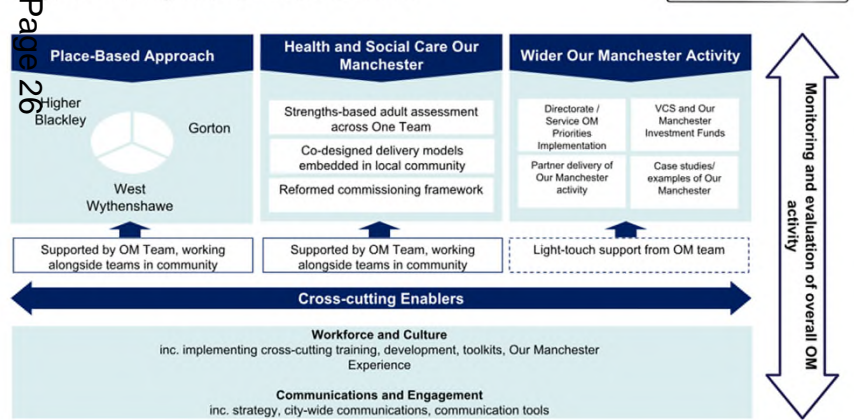 Page 26
Place-Based Approach
Higher
Blackley
Gorton
West
Wythenshawe
Supported by OM Team, working
alongside teams in community
Health and Social Care Our
Manchester
Strengths-based adult assessment
across One Team
Co-designed delivery models
embedded in local community
Reformed commissioning framework
Supported by OM Team, working
alongside teams in community
Wider Our Manchester Activity
Directorate /
Service OM
Priorities
Implementation
VCS and Our
Manchester
Investment Funds
Partner delivery of
Our Manchester
activity
Case studies/
examples of Our
Manchester
Light-touch support from OM team
Cross-cutting Enablers
Workforce and Culture
inc. implementing cross-cutting training, development, toolkits, Our Manchester
Experience
Communications and Engagement
inc. strategy, city-wide communications, communication tools
Monitoring and evaluation of overall OM
activity